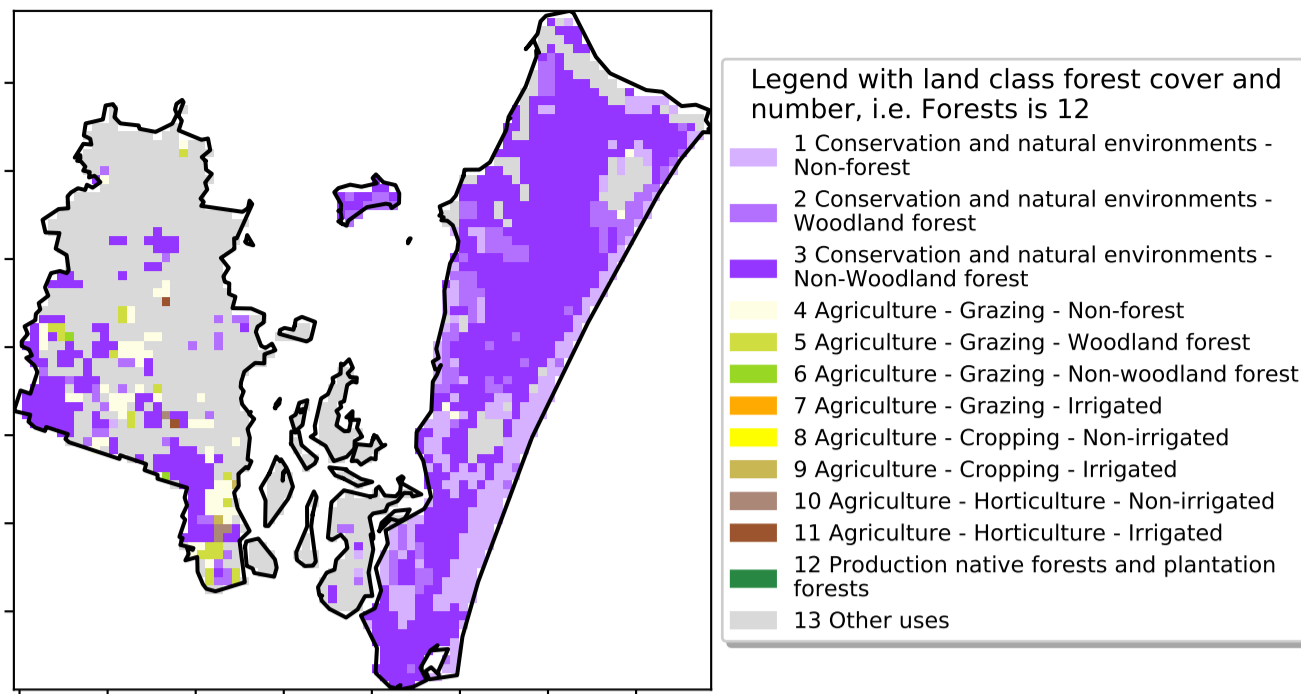 Legend with land class forest cover and
number, i.e. Forests is 12
1 Conservation and natural environments -
Non-forest
2 Conservation and natural environments -
Woodland forest
3 Conservation and natural environments -
Non-Woodland forest
4 Agriculture - Grazing - Non-forest
5 Agriculture - Grazing - Woodland forest
6 Agriculture - Grazing - Non-woodland forest
7 Agriculture - Grazing - Irrigated
8 Agriculture - Cropping - Non-irrigated
9 Agriculture - Cropping - Irrigated
10 Agriculture - Horticulture - Non-irrigated
11 Agriculture - Horticulture - Irrigated
12 Production native forests and plantation
forests
13 Other uses